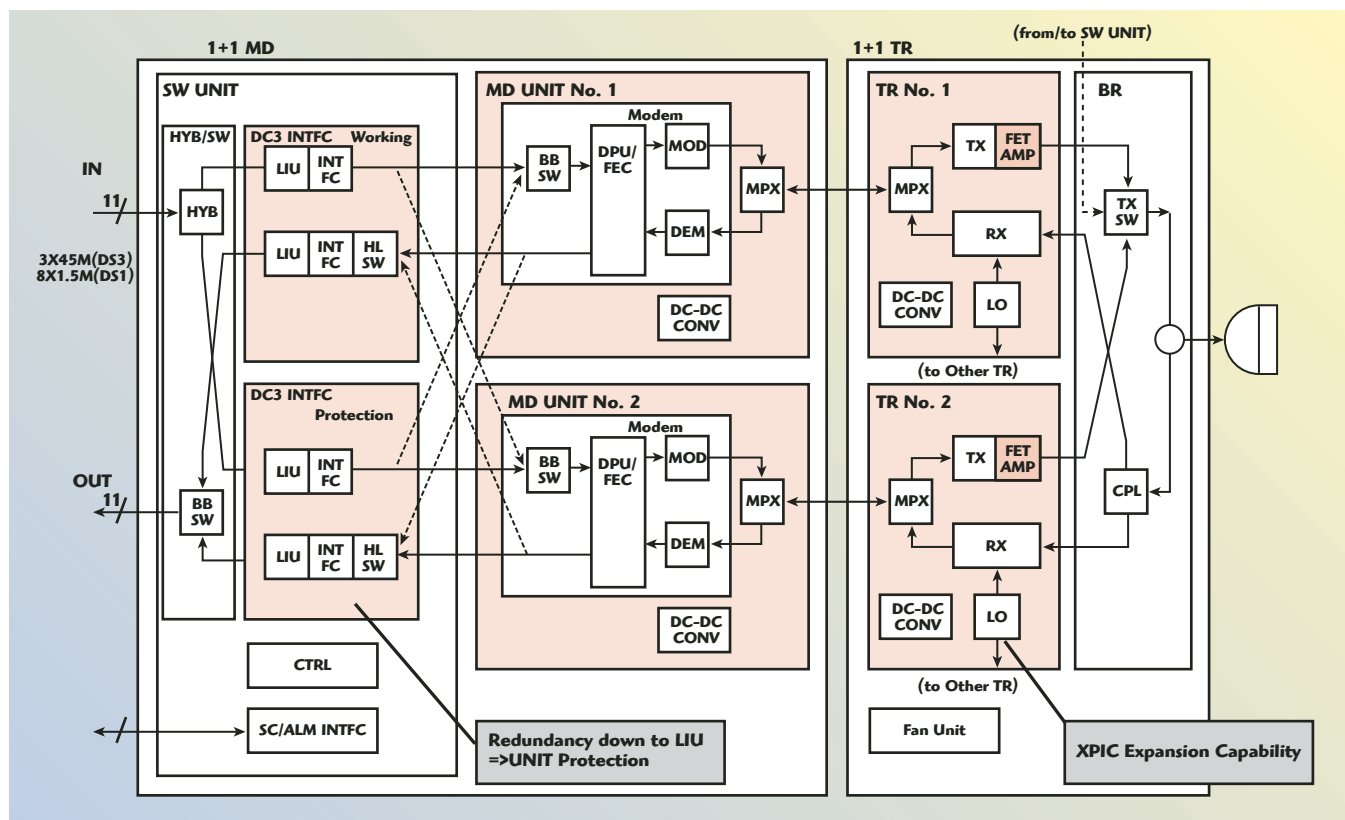 (from/to SW UNIT)
1+1 MD
1+1 TR
SW UNIT
MD UNIT No. 1
TR No. 1
BR
HYB/SW
DC3 INTFC Working
LIU
INT
FC
BB
SW
Modem
DPU/
FEC
MOD
MPX
MPX
TX
FET
AMP
IN
11
HYB
TX
SW
3X45M(DS3)
8X1.5M(DS1)
LIU
INT
FC
HL
SW
DEM
RX
DC-DC
CONV
DC-DC
CONV
LO
(to Other TR)
DC3 INTFC
Protection
MD UNIT No. 2
TR No. 2
LIU
INT
FC
BB
SW
Modem
DPU/
FEC
MOD
MPX
MPX
TX
FET
AMP
OUT
11
BB
SW
CPL
LIU
INT
FC
HL
SW
DEM
RX
DC-DC
CONV
DC-DC
CONV
LO
CTRL
(to Other TR)
SC/ALM INTFC
Redundancy down to LIU
=>UNIT Protection
Fan Unit
XPIC Expansion Capability